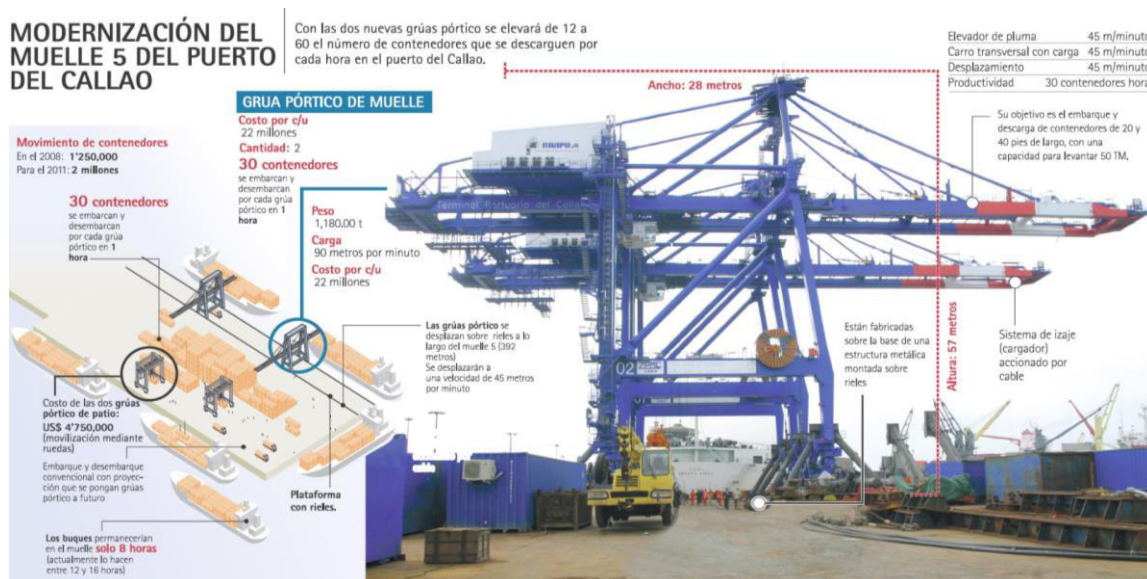 MODERNIZACIÓN DEL
MUELLE 5 DEL PUERTO
DEL CALLAO
Con las dos nuevas grúas pórtico se elevará de 12 a
60 el número de contenedores que se descarguen por
cada hora en el puerto del Callao.
Elevador de pluma 45 m/minuto
Carro transversal con carga 45 m/minuto
Desplazamiento 45 m/minuto
Productividad 30 contenedores hora
Ancho: 28 metros
GRUA PÓRTICO DE MUELLE
Costo por c/u
22 millones
Cantidad: 2
30 contenedores
se embarcan y
desembarcan
por cada grúa
pórtico en 1
hora
Movimiento de contenedores
En el 2008: 1'250,000
Para el 2011: 2 millones
30 contenedores
se embarcan y
desembarcan
por cada grúa
pórtico en 1
hora
Peso
1,180.00 t
Carga
90 metros por minuto
Costo por c/u
22 millones
Su objetivo es el embarque y
descarga de contenedores de 20 y
40 pies de largo, con una
capacidad para levantar 50 TM.
Terminal Portuario del Callao
Las grúas pórtico se
desplazan sobre rieles a lo
largo del muelle 5 (392
metros)
Se desplazarán a
una velocidad de 45 metros
por minuto
Están fabricadas
sobre la base de una
estructura metálica
montada sobre
rieles
Altura: 57 metros
Sistema de izaje
(cargador)
accionado por
cable
02
Costo de las dos grúas
pórtico de patio:
US$ 4'750,000
(movilización mediante
ruedas)
Embarque y desembarque
convencional con proyec-
ción que se pongan grúas
pórtico a futuro
Plataforma
con rieles.
Los buques permanecerían
en el muelle solo 8 horas
(actualmente lo hacen
entre 12 y 16 horas)